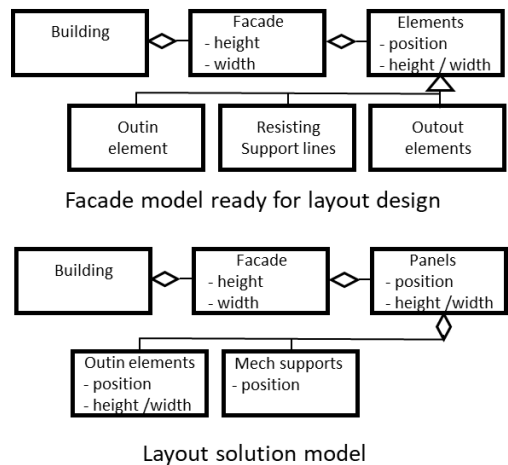 Building
Facade
- height
- width
Elements
- position
- height / width
Outin
element
Resisting
Support lines
Outout
elements
Facade model ready for layout design
Building
Facade
- height
- width
Panels
- position
- height /width
Outin elements
- position
- height /width
Mech supports
- position
Layout solution model